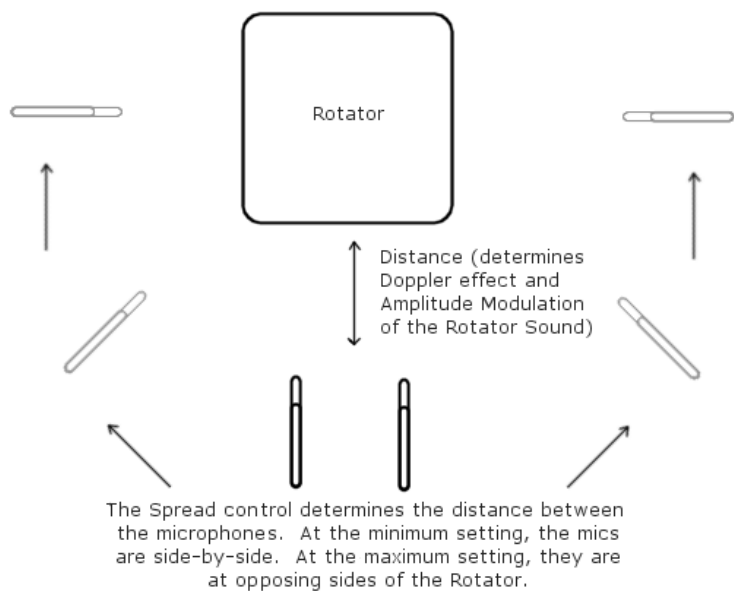 Rotator
Distance (determines
Doppler effect and
Amplitude Modulation
of the Rotator Sound)
The Spread control determines the distance between
the microphones.  At the minimum setting, the mics
are side-by-side.  At the maximum setting, they are
at opposing sides of the Rotator.